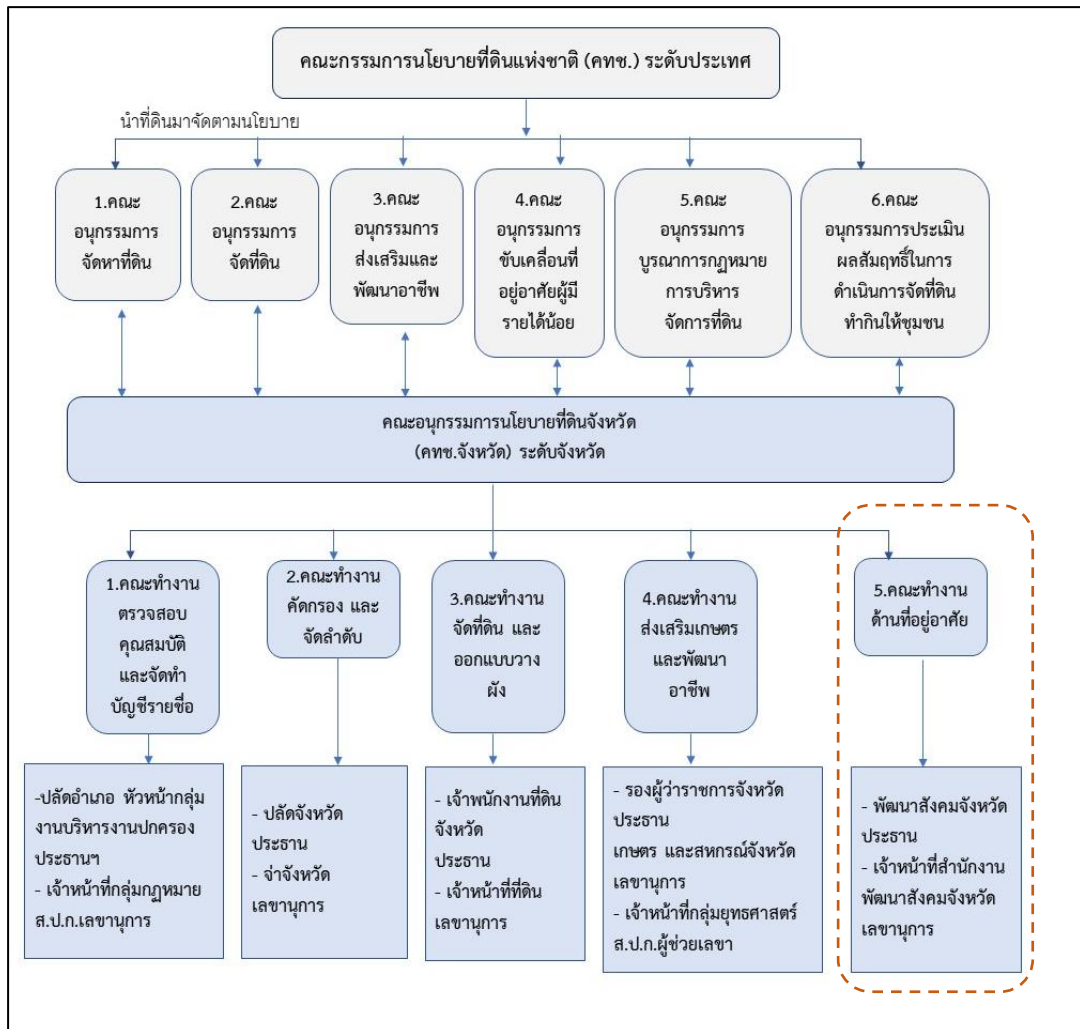 คณะกรรมการนโยบายที่ดินแห่งชาติ (คทช.) ระดับประเทศ
นำที่ดินมาจัดตามนโยบาย
1.คณะ
อนุกรรมการ
จัดหาที่ดิน
2.คณะ
อนุกรรมการ
จัดที่ดิน
3.คณะ
อนุกรรมการ
ส่งเสริมและ
พัฒนาอาชีพ
4.คณะ
อนุกรรมการ
ขับเคลื่อนที่
อยู่อาศัยผู้มี
รายได้น้อย
5.คณะ
อนุกรรมการ
บูรณาการกฎหมาย
การบริหาร
จัดการที่ดิน
6.คณะ
อนุกรรมการประเมิน
ผลสัมฤทธิ์ในการ
ดำเนินการจัดที่ดิน
ทำกินให้ชุมชน
คณะอนุกรรมการนโยบายที่ดินจังหวัด
(คทช.จังหวัด) ระดับจังหวัด
1.คณะทำงาน
ตรวจสอบ
คุณสมบัติ
และจัดทำ
บัญชีรายชื่อ
2.คณะทำงาน
คัดกรอง และ
จัดลำดับ
3.คณะทำงาน
จัดที่ดิน และ
ออกแบบวาง
ผัง
4.คณะทำงาน
ส่งเสริมเกษตร
และพัฒนา
อาชีพ
5.คณะทำงาน
ด้านที่อยู่อาศัย
-ปลัดอำเภอ หัวหน้ากลุ่ม
งานบริหารงานปกครอง
ประธานฯ
- เจ้าหน้าที่กลุ่มกฎหมาย
ส.ป.ก.เลขานุการ
- ปลัดจังหวัด
ประธาน
- จ่าจังหวัด
เลขานุการ
- เจ้าพนักงานที่ดิน
จังหวัด
ประธาน
- เจ้าหน้าที่ที่ดิน
เลขานุการ
- รองผู้ว่าราชการจังหวัด
ประธาน
เกษตร และสหกรณ์จังหวัด
เลขานุการ
- เจ้าหน้าที่กลุ่มยุทธศาสตร์
ส.ป.ก.ผู้ช่วยเลขา
- พัฒนาสังคมจังหวัด
ประธาน
- เจ้าหน้าที่สำนักงาน
พัฒนาสังคมจังหวัด
เลขานุการ